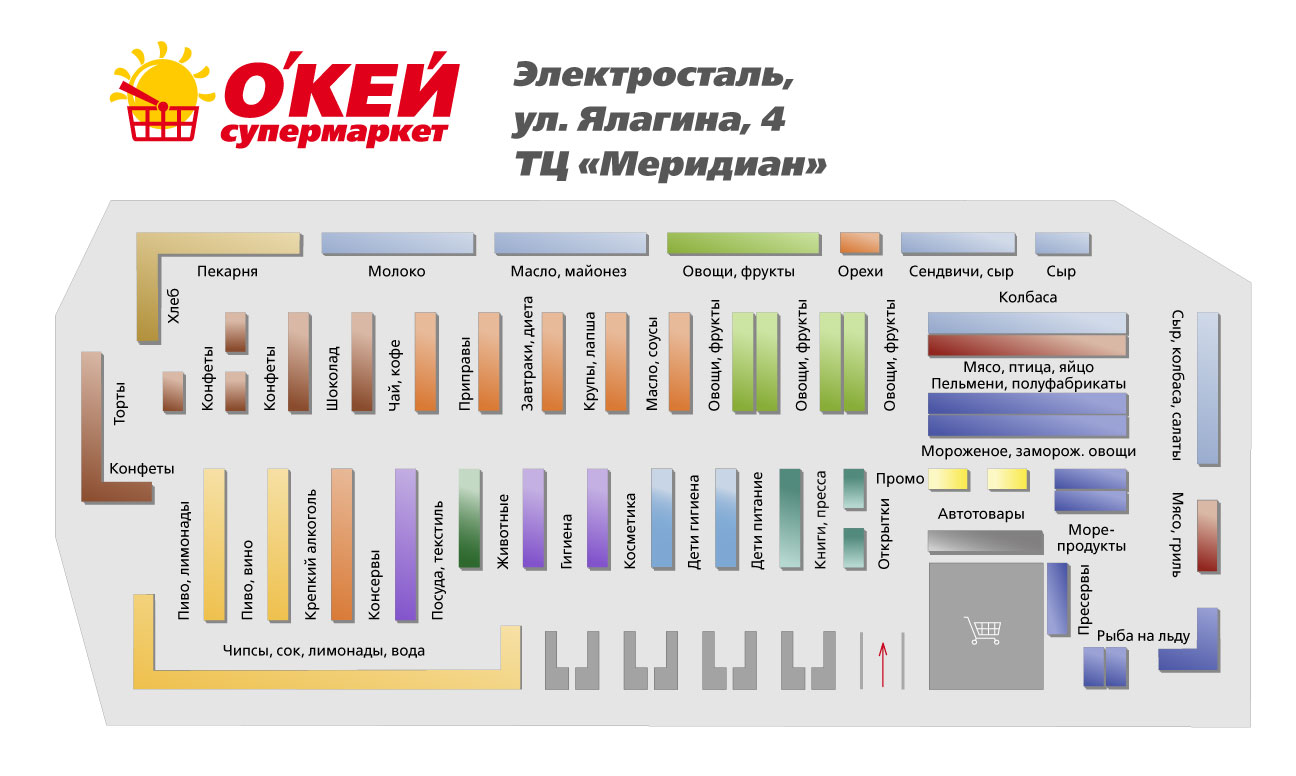 О'КЕЙ
супермаркет
Электросталь,
ул. Ялагина, 4
ТЦ «Меридиан»
Пекарня
Молоко
Масло, майонез
Овощи, фрукты
Орехи
Сендвичи, сыр
Сыр
Хлеб
Торты
Конфеты
Конфеты
Конфеты
Шоколад
Чай, кофе
Приправы
Завтраки, диета
Крупы, лапша
Масло, соусы
Овощи, фрукты
Овощи, фрукты
Овощи, фрукты
Колбаса
Мясо, птица, яйцо
Пельмени, полуфабрикаты
Мороженое, заморож. овощи
Сыр, колбаса, салаты
Пиво, лимонады
Пиво, вино
Крепкий алкоголь
Консервы
Посуда, текстиль
Животные
Гигиена
Косметика
Дети гигиена
Дети питание
Книги, пресса
Открытки
Промо
Автотовары
Море-
продукты
Мясо, гриль
Пресервы
Рыба на льду
Чипсы, сок, лимонады, вода